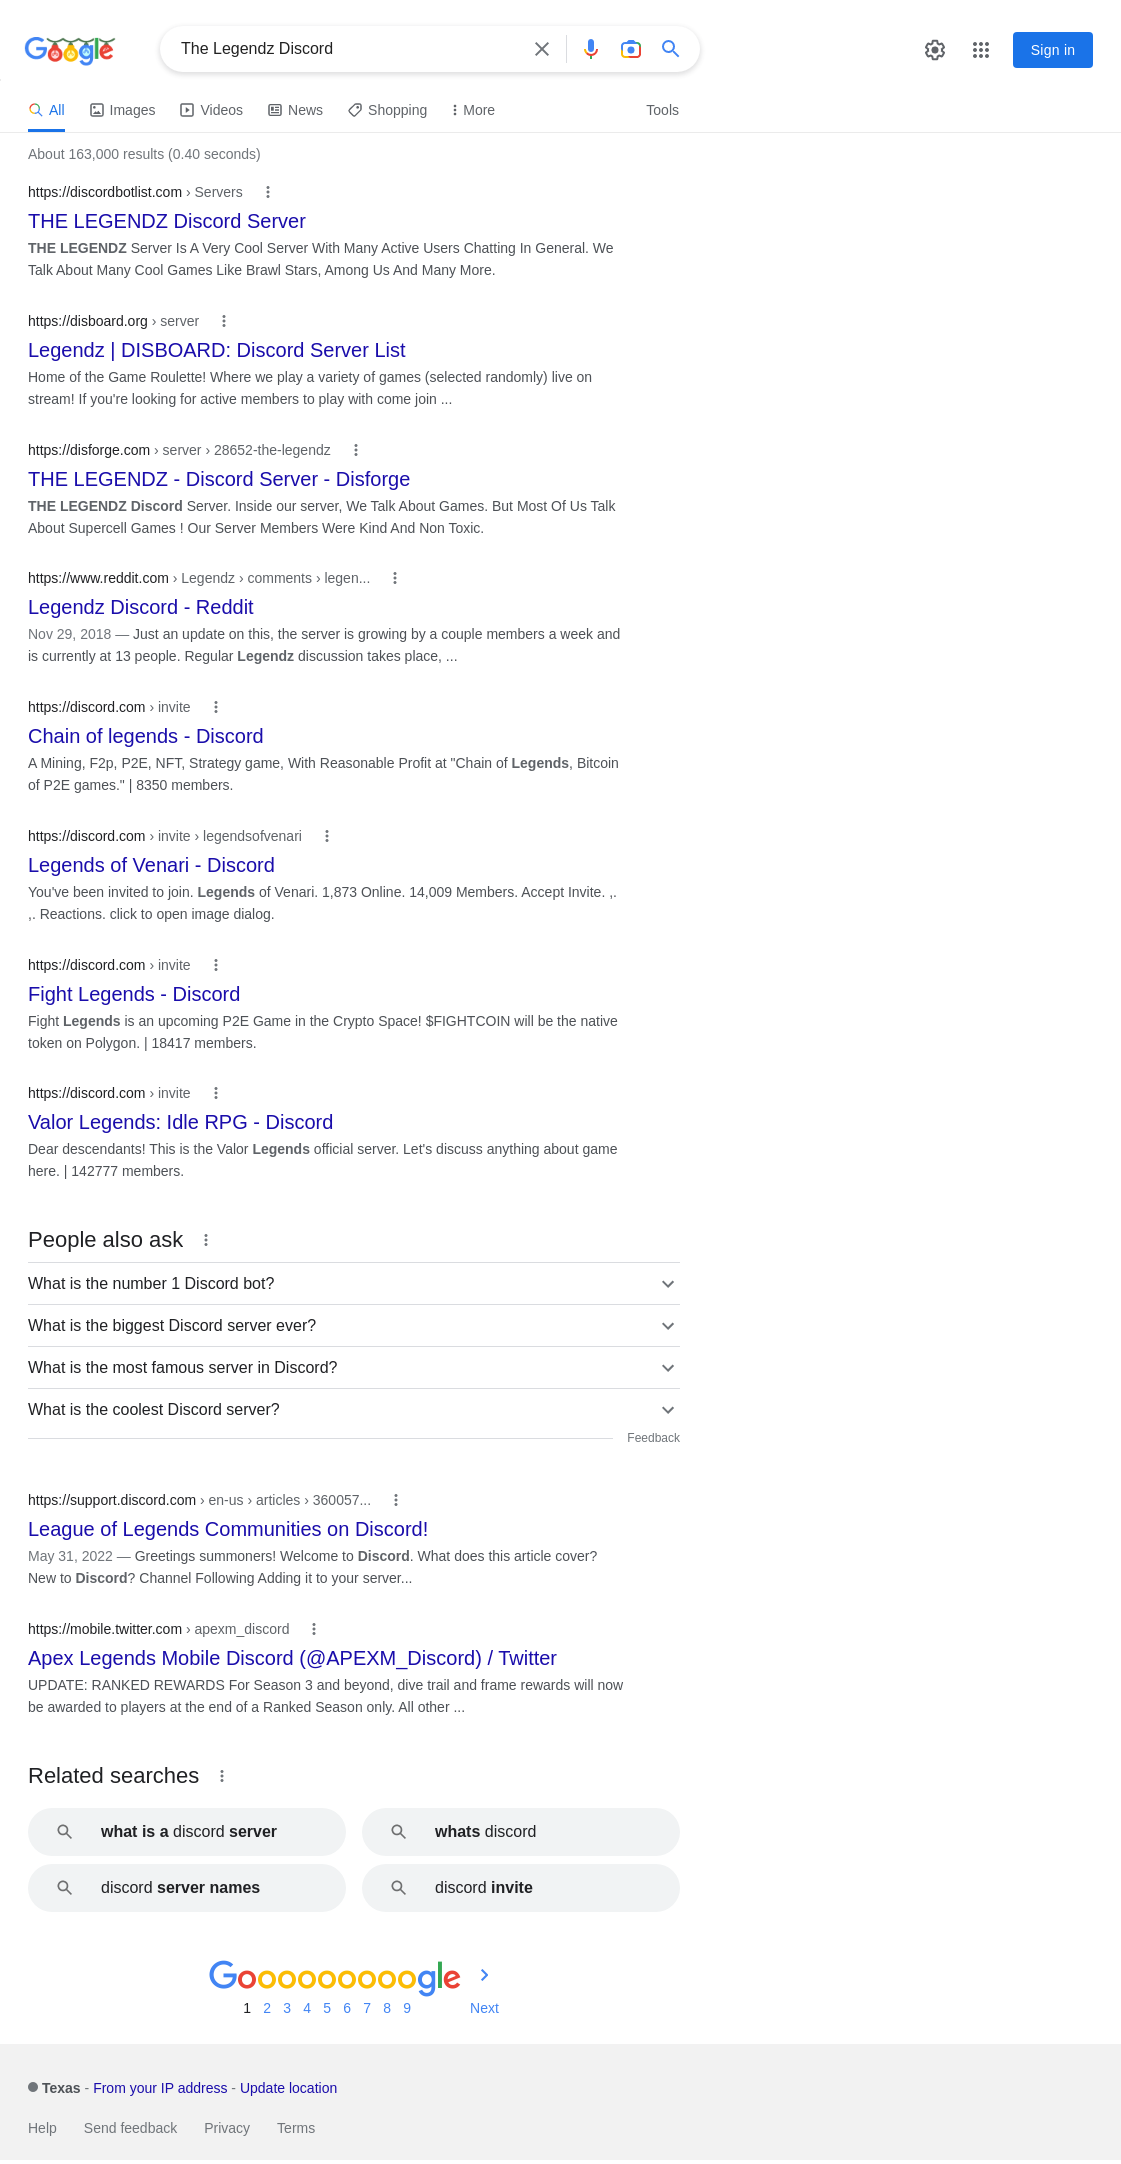 Google
The Legendz Discord
Sign in
All
Images
Videos
News
Shopping
More
Tools
About 163,000 results (0.40 seconds)
https://discordbotlist.com › Servers
THE LEGENDZ Discord Server
THE LEGENDZ Server Is A Very Cool Server With Many Active Users Chatting In General. We
Talk About Many Cool Games Like Brawl Stars, Among Us And Many More.
https://disboard.org › server
Legendz | DISBOARD: Discord Server List
Home of the Game Roulette! Where we play a variety of games (selected randomly) live on
stream! If you're looking for active members to play with come join ...
https://disforge.com › server › 28652-the-legendz
THE LEGENDZ - Discord Server - Disforge
THE LEGENDZ Discord Server. Inside our server, We Talk About Games. But Most Of Us Talk
About Supercell Games ! Our Server Members Were Kind And Non Toxic.
https://www.reddit.com › Legendz › comments › legen...
Legendz Discord - Reddit
Nov 29, 2018 — Just an update on this, the server is growing by a couple members a week and
is currently at 13 people. Regular Legendz discussion takes place, ...
https://discord.com › invite
Chain of legends - Discord
A Mining, F2p, P2E, NFT, Strategy game, With Reasonable Profit at "Chain of Legends, Bitcoin
of P2E games." | 8350 members.
https://discord.com › invite › legendsofvenari
Legends of Venari - Discord
You've been invited to join. Legends of Venari. 1,873 Online. 14,009 Members. Accept Invite. ,.
,. Reactions. click to open image dialog.
https://discord.com › invite
Fight Legends - Discord
Fight Legends is an upcoming P2E Game in the Crypto Space! $FIGHTCOIN will be the native
token on Polygon. | 18417 members.
https://discord.com › invite
Valor Legends: Idle RPG - Discord
Dear descendants! This is the Valor Legends official server. Let's discuss anything about game
here. | 142777 members.
People also ask
What is the number 1 Discord bot?
What is the biggest Discord server ever?
What is the most famous server in Discord?
What is the coolest Discord server?
Feedback
https://support.discord.com › en-us › articles › 360057...
League of Legends Communities on Discord!
May 31, 2022 — Greetings summoners! Welcome to Discord. What does this article cover?
New to Discord? Channel Following Adding it to your server...
https://mobile.twitter.com › apexm_discord
Apex Legends Mobile Discord (@APEXM_Discord) / Twitter
UPDATE: RANKED REWARDS For Season 3 and beyond, dive trail and frame rewards will now
be awarded to players at the end of a Ranked Season only. All other ...
Related searches
what is a discord server
whats discord
discord server names
discord invite
Goooooooooogle
1 2 3 4 5 6 7 8 9 Next
Texas - From your IP address - Update location
Help Send feedback Privacy Terms